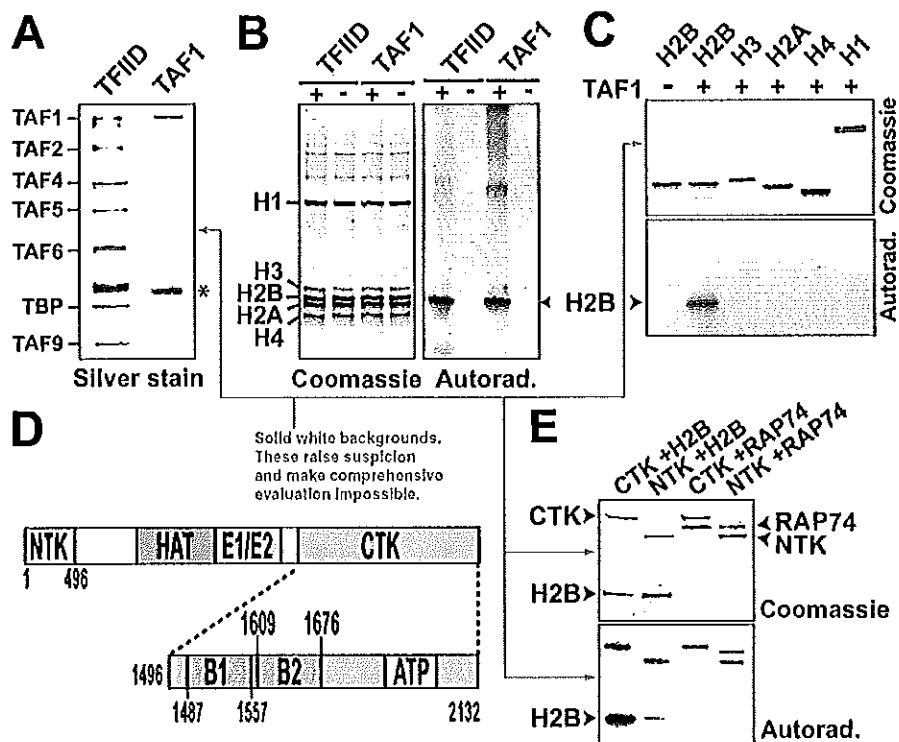 A
TFIID TAF1
TAF1
TAF2
TAF4
TAF5
TAF6
*
TBP
TAF9
Silver stain
B
TFIID TAF1 TFIID TAF1
+ - + - + - + -
H1
H3
H2B
H2A
H4
H2B
Coomassie Autorad.
C
H2B H2B H3 H2A H4 H1
TAF1 - + + + + +
Coomassie
Autorad.
Solid white backgrounds.
These raise suspicion
and make comprehensive
evaluation impossible.
D
NTK HAT E1/E2 CTK
1 496
1609 1676
1496 B1 B2 ATP
1487 1557 2132
E
CTK +H2B NTK +H2B CTK +RAP74 NTK +RAP74
CTK RAP74
NTK
H2B
Coomassie
H2B
Autorad.